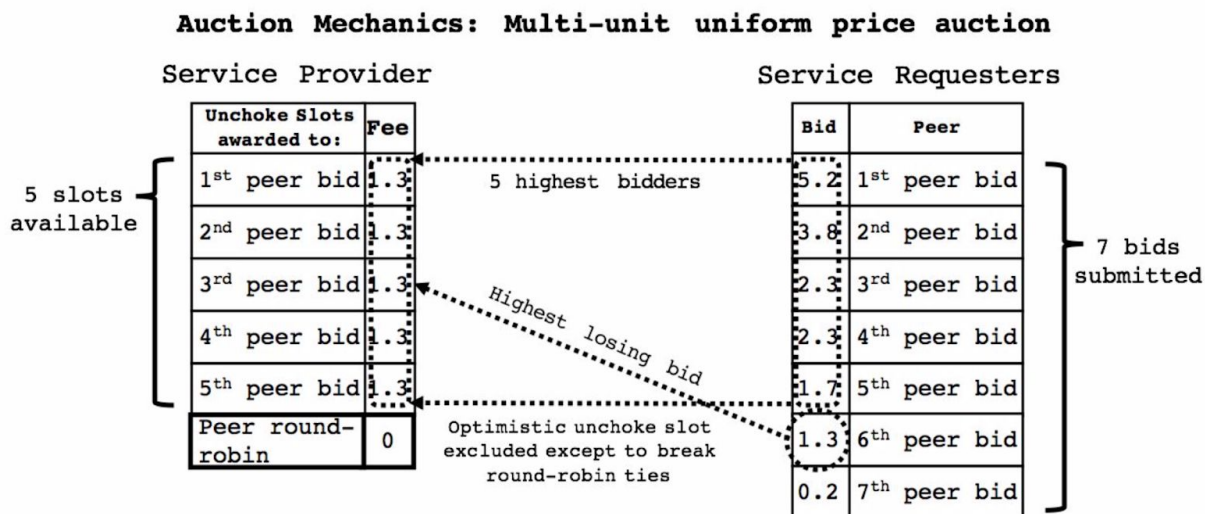 Auction Mechanics: Multi-unit uniform price auction
Service Provider
Service Requesters
Unchoke Slots
awarded to:
Fee
1st peer bid 1.3
2nd peer bid 1.3
3rd peer bid 1.3
4th peer bid 1.3
5th peer bid 1.3
Peer round-
robin
0
5 slots
available
5 highest bidders
Highest losing bid
Optimistic unchoke slot
excluded except to break
round-robin ties
Bid Peer
5.2 1st peer bid
3.8 2nd peer bid
2.3 3rd peer bid
2.3 4th peer bid
1.7 5th peer bid
1.3 6th peer bid
0.2 7th peer bid
7 bids
submitted